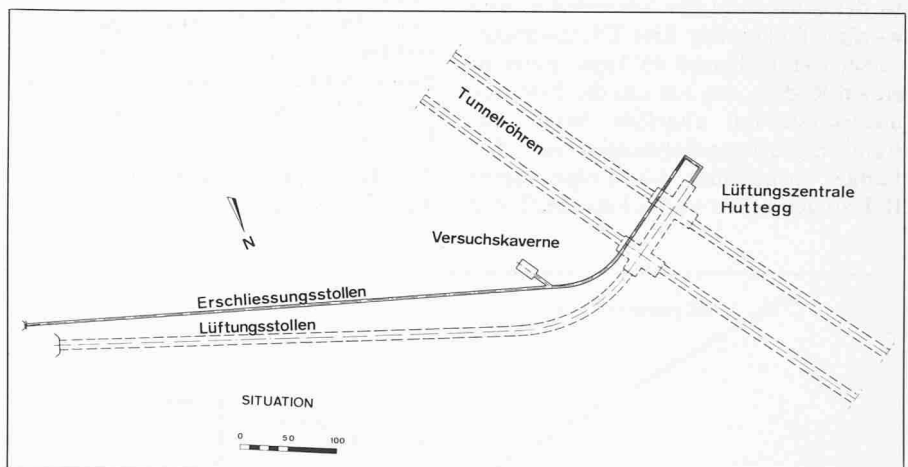 Tunnelröhren
Lüftungszentrale
Huttegg
N
Versuchskaverne
Erschliessungsstollen
Lüftungsstollen
SITUATION
0 50 100